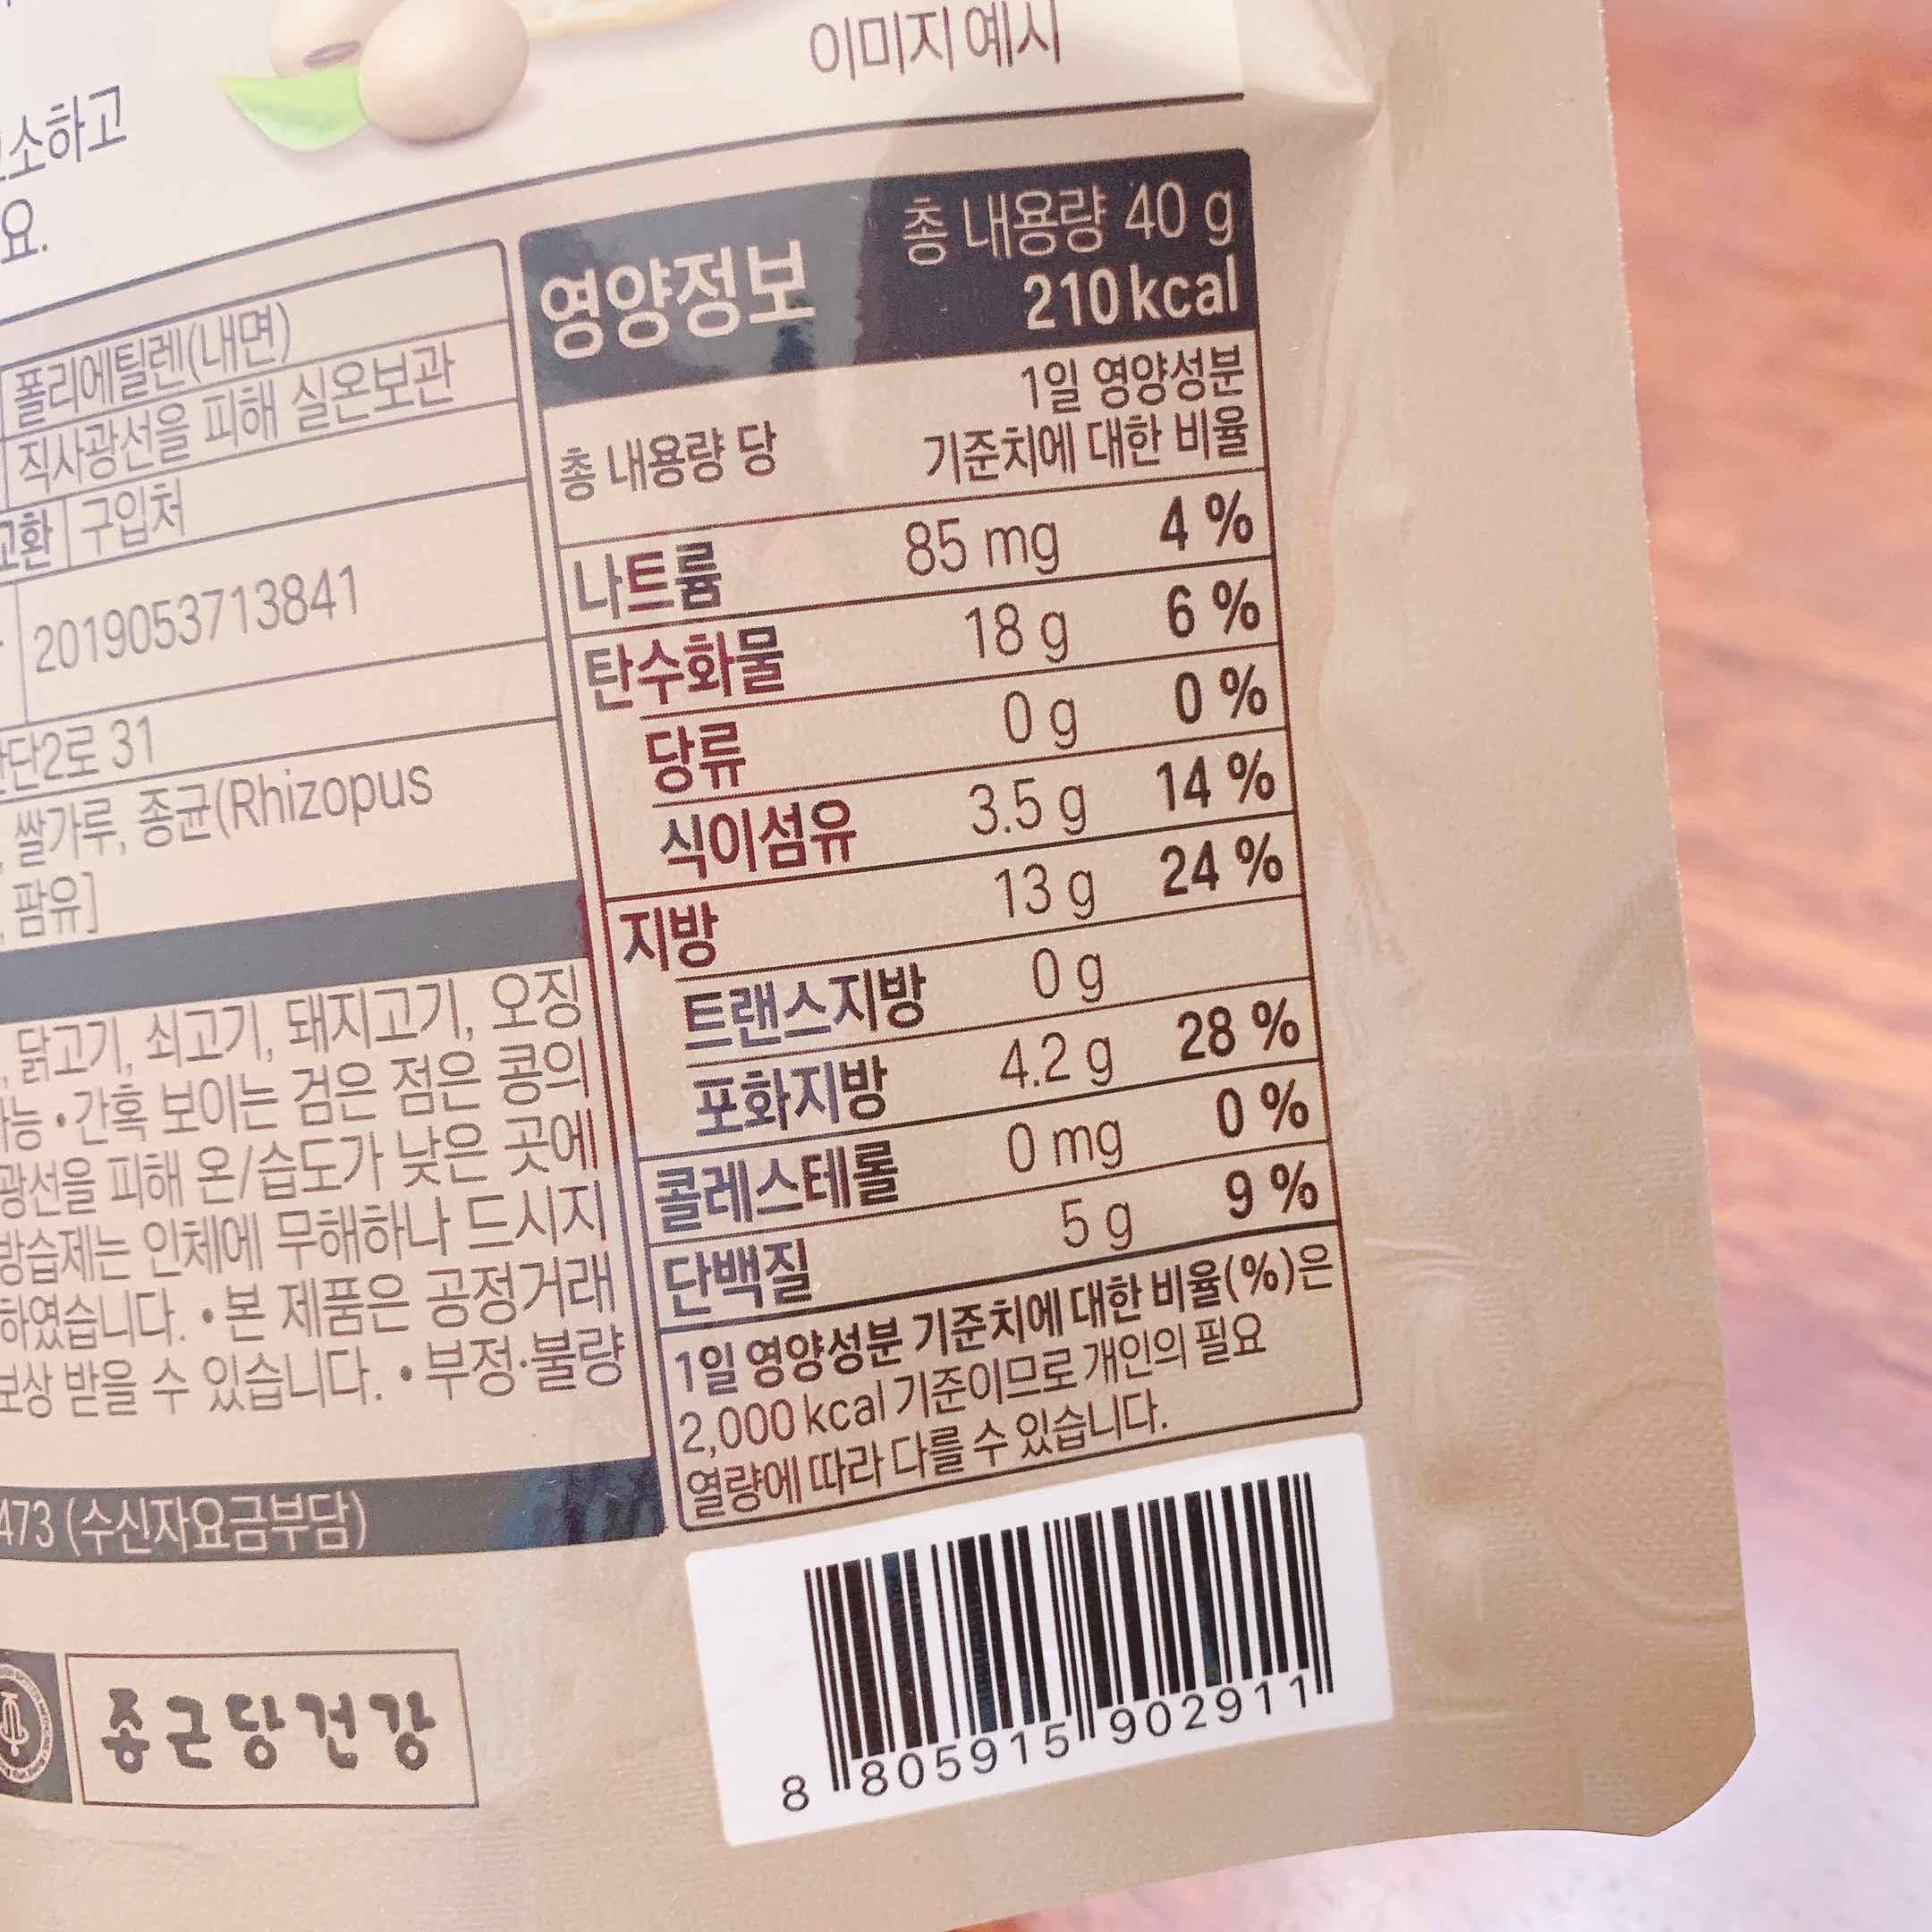 이미지 예시
소하고
요.
폴리에틸렌(내면)
직사광선을 피해 실온보관
교환 구입처
2019053713841
단2로 31
, 쌀가루, 종균(Rhizopus
, 팜유]
, 닭고기, 쇠고기, 돼지고기, 오징
능 • 간혹 보이는 검은 점은 콩의
광선을 피해 온/습도가 낮은 곳에
방습제는 인체에 무해하나 드시지
하였습니다. • 본 제품은 공정거래
보상 받을 수 있습니다. • 부정·불량
473 (수신자요금부담)
종근당건강
영양정보
총 내용량 40 g
210 kcal
총 내용량 당
1일 영양성분
기준치에 대한 비율
나트륨 85 mg 4 %
탄수화물 18 g 6 %
당류 0 g 0 %
식이섬유 3.5 g 14 %
지방 13 g 24 %
트랜스지방 0 g
포화지방 4.2 g 28 %
콜레스테롤 0 mg 0 %
단백질 5 g 9 %
1일 영양성분 기준치에 대한 비율(%)은
2,000 kcal 기준이므로 개인의 필요
열량에 따라 다를 수 있습니다.
8 805915 902911